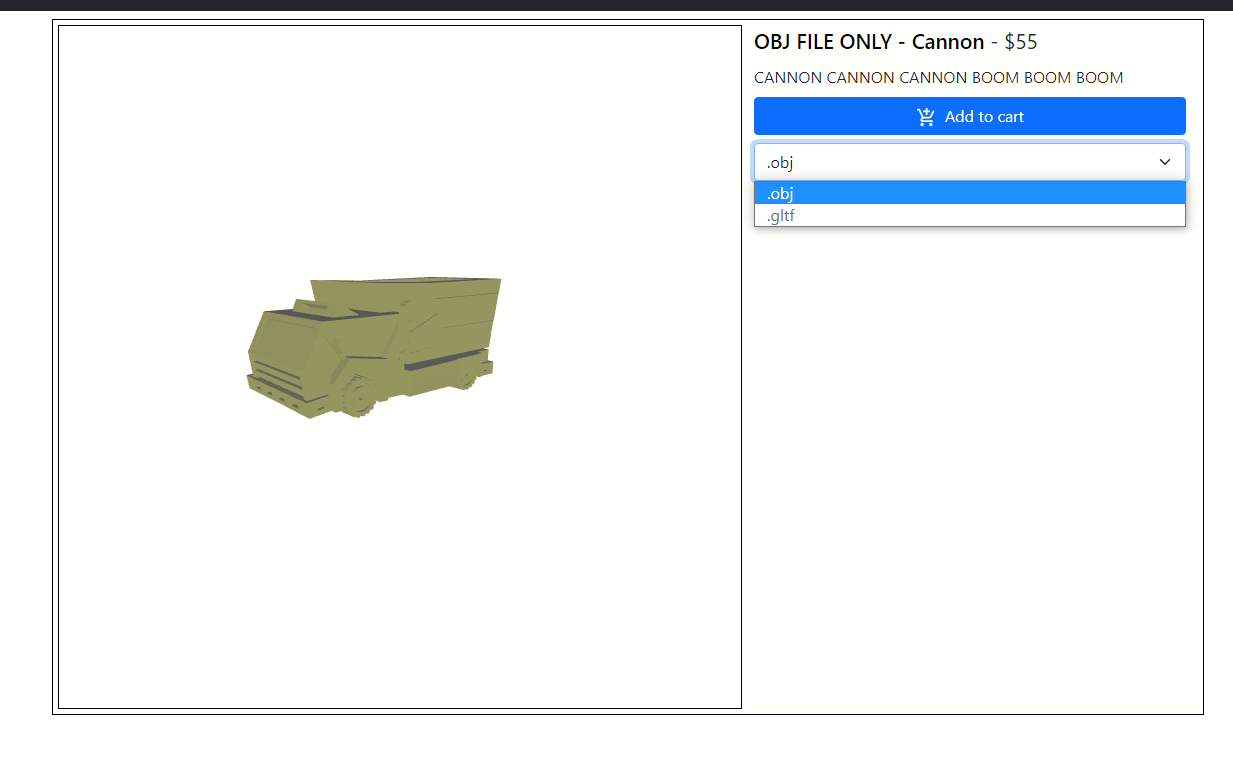 OBJ FILE ONLY - Cannon - $55
CANNON CANNON CANNON BOOM BOOM BOOM
Add to cart
.obj
.obj
.gltf